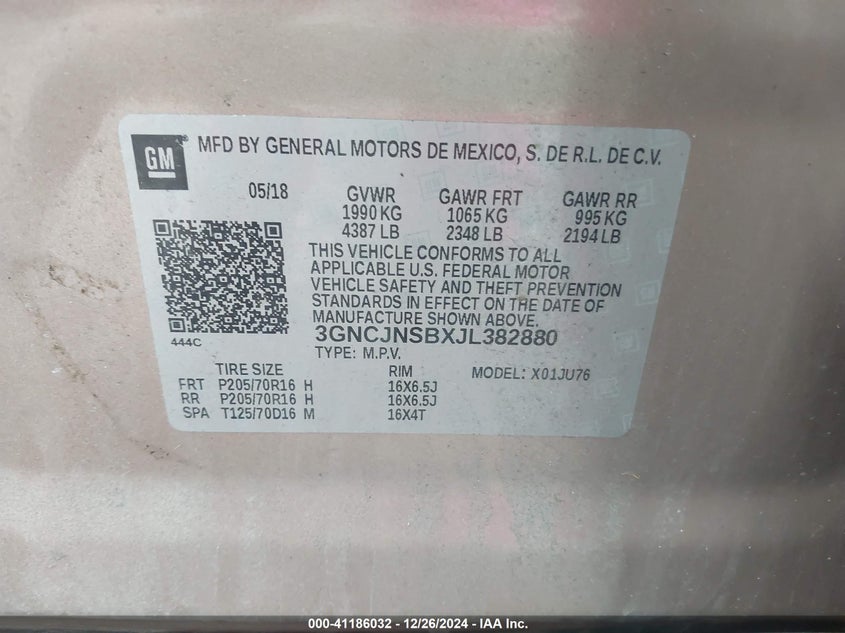 GM MFD BY GENERAL MOTORS DE MEXICO, S. DE R.L. DE C.V.
05/18 GVWR GAWR FRT GAWR RR
1990 KG 1065 KG 995 KG
4387 LB 2348 LB 2194 LB
THIS VEHICLE CONFORMS TO ALL
APPLICABLE U.S. FEDERAL MOTOR
VEHICLE SAFETY AND THEFT PREVENTION
STANDARDS IN EFFECT ON THE DATE OF
MANUFACTURE SHOWN ABOVE.
3GNCJNSBXJL382880
444C
TYPE: M.P.V.
TIRE SIZE RIM MODEL: X01JU76
FRT P205/70R16 H 16X6.5J
RR P205/70R16 H 16X6.5J
SPA T125/70D16 M 16X4T
000-41186032 - 12/26/2024 - IAA Inc.